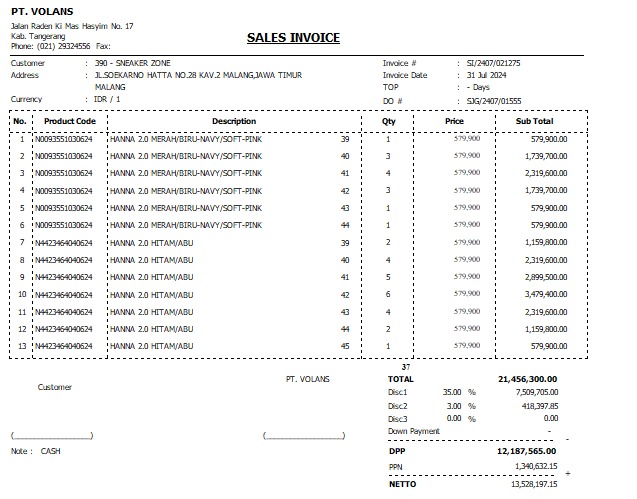 PT. VOLANS
Jalan Raden Ki Mas Hasyim No. 17
Kab. Tangerang
Phone: (021) 29324556 Fax:
SALES INVOICE
Customer : 390 - SNEAKER ZONE Invoice # : SI/2407/021275
Address : JL.SOEKARNO HATTA NO.28 KAV.2 MALANG,JAWA TIMUR Invoice Date : 31 Jul 2024
MALANG TOP : - Days
Currency : IDR / 1 DO # : SJG/2407/01555
No. Product Code Description Qty Price Sub Total
1 N0093551030624 HANNA 2.0 MERAH/BIRU-NAVY/SOFT-PINK 39 1 579,900 579,900.00
2 N0093551030624 HANNA 2.0 MERAH/BIRU-NAVY/SOFT-PINK 40 3 579,900 1,739,700.00
3 N0093551030624 HANNA 2.0 MERAH/BIRU-NAVY/SOFT-PINK 41 4 579,900 2,319,600.00
4 N0093551030624 HANNA 2.0 MERAH/BIRU-NAVY/SOFT-PINK 42 3 579,900 1,739,700.00
5 N0093551030624 HANNA 2.0 MERAH/BIRU-NAVY/SOFT-PINK 43 1 579,900 579,900.00
6 N0093551030624 HANNA 2.0 MERAH/BIRU-NAVY/SOFT-PINK 44 1 579,900 579,900.00
7 N4423464040624 HANNA 2.0 HITAM/ABU 39 2 579,900 1,159,800.00
8 N4423464040624 HANNA 2.0 HITAM/ABU 40 4 579,900 2,319,600.00
9 N4423464040624 HANNA 2.0 HITAM/ABU 41 5 579,900 2,899,500.00
10 N4423464040624 HANNA 2.0 HITAM/ABU 42 6 579,900 3,479,400.00
11 N4423464040624 HANNA 2.0 HITAM/ABU 43 4 579,900 2,319,600.00
12 N4423464040624 HANNA 2.0 HITAM/ABU 44 2 579,900 1,159,800.00
13 N4423464040624 HANNA 2.0 HITAM/ABU 45 1 579,900 579,900.00
37
PT. VOLANS TOTAL 21,456,300.00
Customer Disc1 35.00 % 7,509,705.00
Disc2 3.00 % 418,397.85
Disc3 0.00 % 0.00
Down Payment -
(____________________) (____________________) -
Note : CASH DPP 12,187,565.00
PPN 1,340,632.15
+
NETTO 13,528,197.15